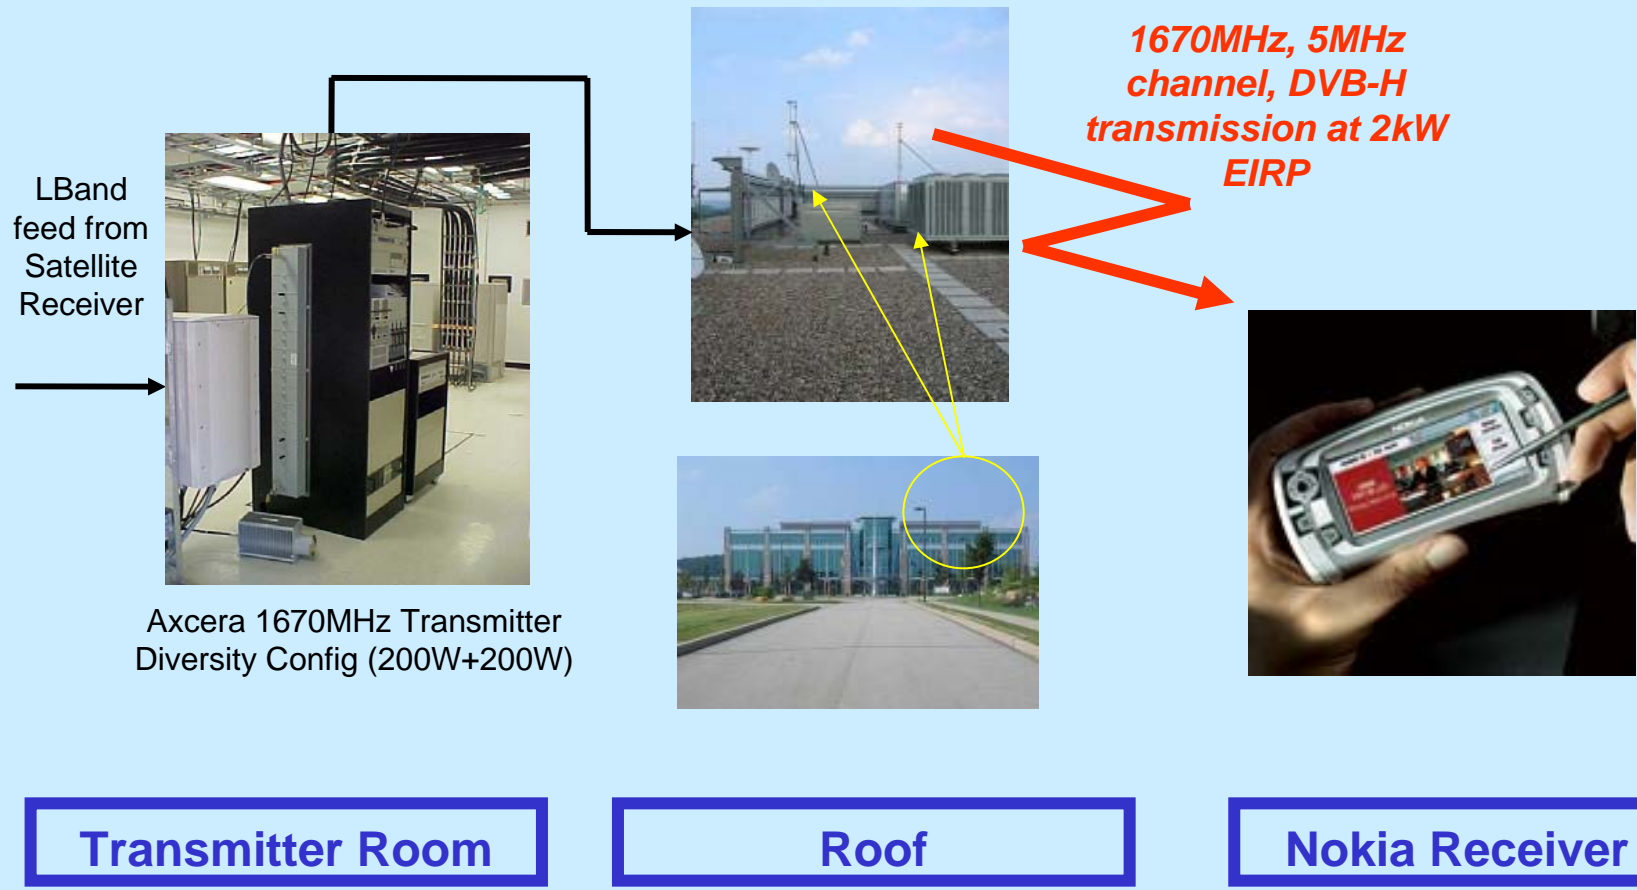 LBand
feed from
Satellite
Receiver
Axcera 1670MHz Transmitter
Diversity Config (200W+200W)
1670MHz, 5MHz
channel, DVB-H
transmission at 2kW
EIRP
NOKIA
Transmitter Room
Roof
Nokia Receiver